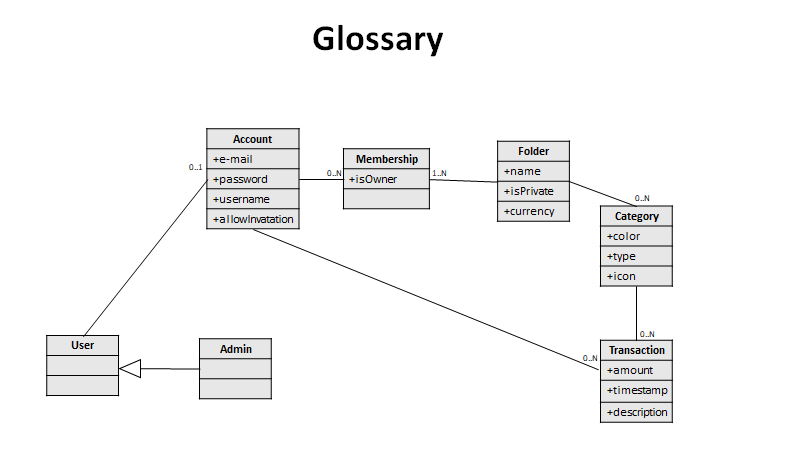 Glossary
Account
+e-mail
+password
+username
+allowInvatation
0..1
0..N
Membership
+isOwner
1..N
Folder
+name
+isPrivate
+currency
0..N
Category
+color
+type
+icon
0..N
0..N
Transaction
+amount
+timestamp
+description
User
Admin